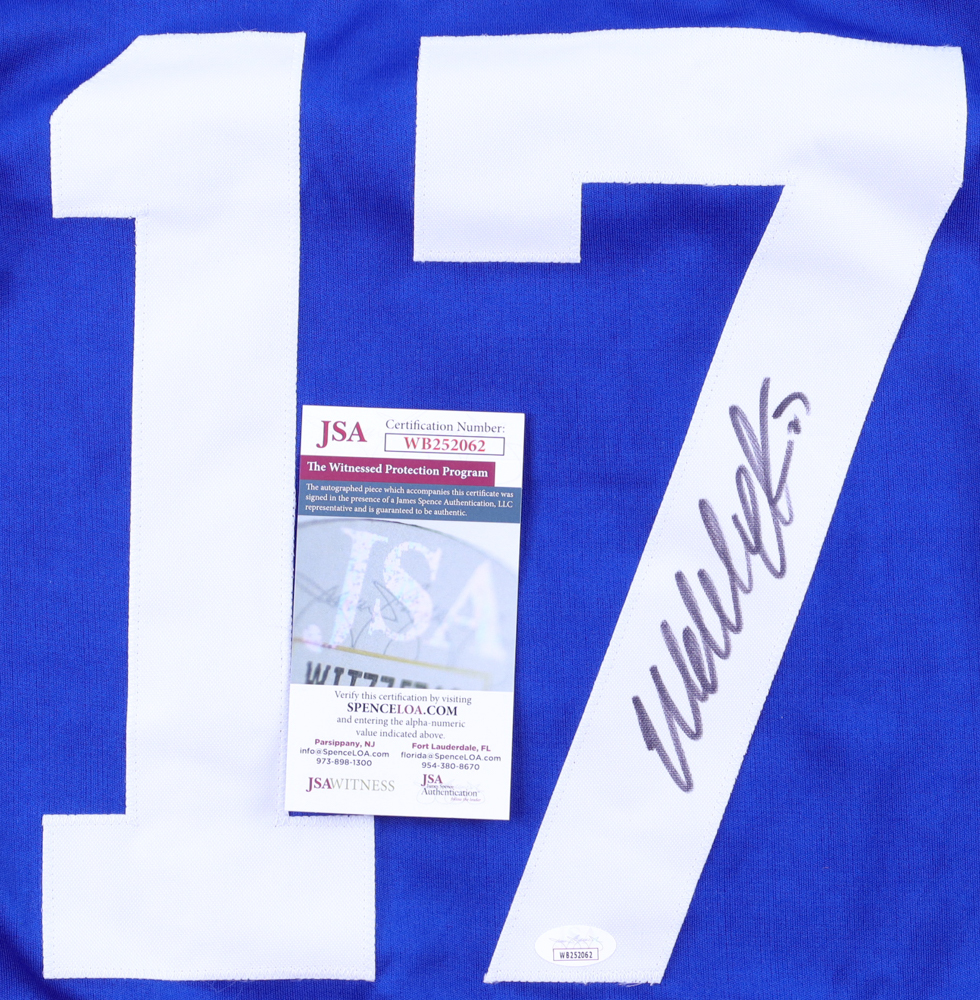 17
JSA
Certification Number:
WB252062
The Witnessed Protection Program
The autographed piece which accompanies this certificate was
signed in the presence of a James Spence Authentication, LLC
representative and is guaranteed to be authentic.
JSA
Verify this certification by visiting
SPENCELOA.COM
and entering the alpha-numeric
value indicated above.
Parsippany, NJ
info@SpenceLOA.com
973-898-1300
Fort Lauderdale, FL
florida@SpenceLOA.com
954-380-8670
JSAWITNESS
JSA
James Spence
Authentication
WB252062